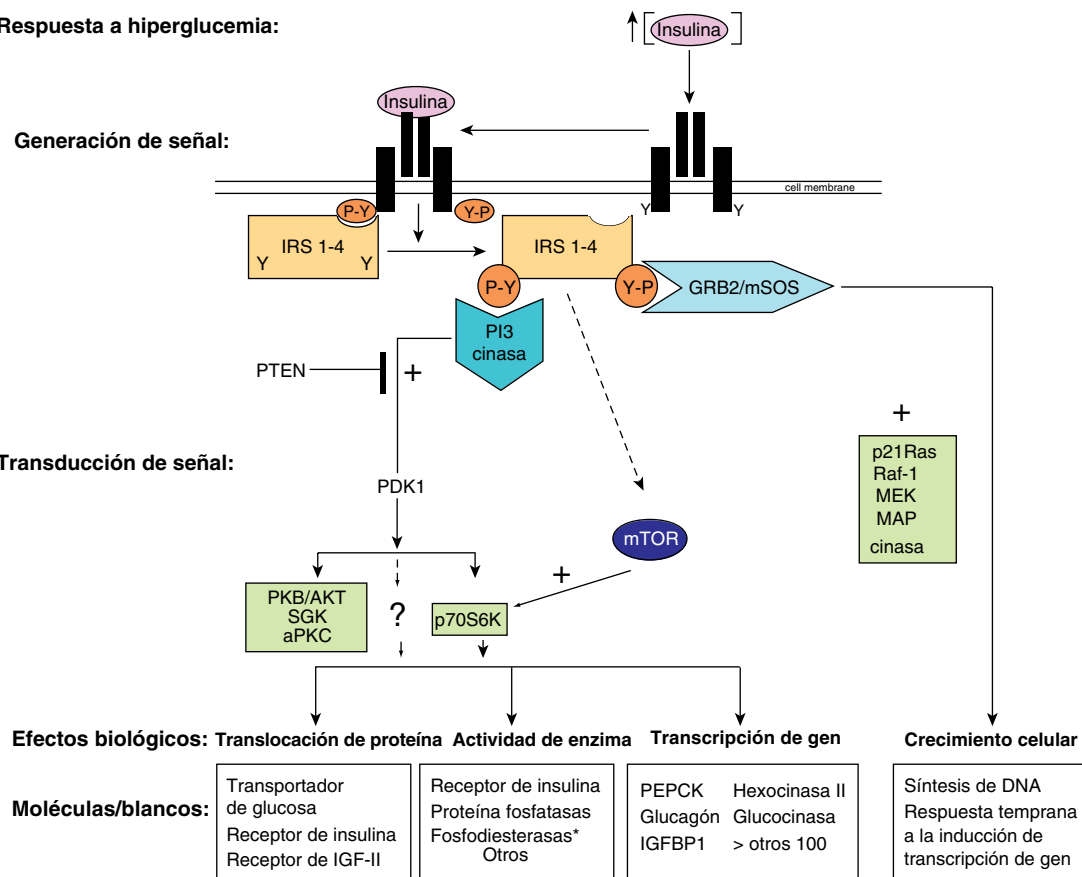 Respuesta a hiperglucemia:
[Insulina]
Insulina
Generación de señal:
cell membrane
P-Y
Y-P
Y
Y
IRS 1-4
Y
Y
IRS 1-4
P-Y
Y-P
GRB2/mSOS
PI3
cinasa
PTEN
+
+
p21Ras
Raf-1
MEK
MAP
cinasa
Transducción de señal:
PDK1
mTOR
+
PKB/AKT
SGK
aPKC
?
p70S6K
Efectos biológicos: Translocación de proteína Actividad de enzima Transcripción de gen Crecimiento celular
Moléculas/blancos:
Transportador
de glucosa
Receptor de insulina
Receptor de IGF-II
Receptor de insulina
Proteína fosfatasas
Fosfodiesterasas*
Otros
PEPCK Hexocinasa II
Glucagón Glucocinasa
IGFBP1 > otros 100
Síntesis de DNA
Respuesta temprana
a la inducción de
transcripción de gen